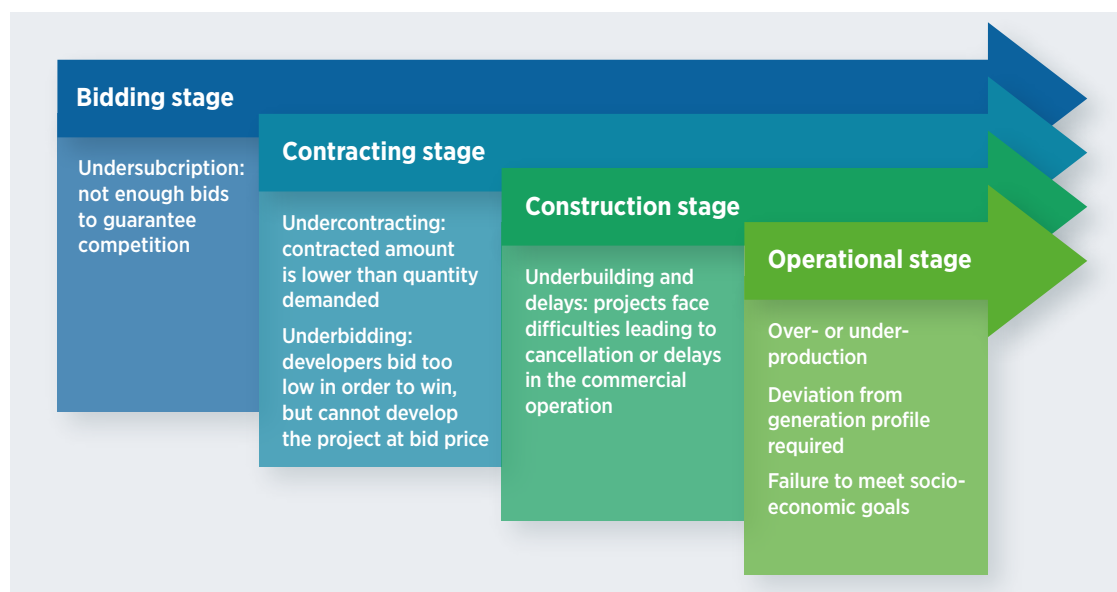 Bidding stage
Undersubcription:
not enough bids
to guarantee
competition
Contracting stage
Undercontracting:
contracted amount
is lower than quantity
demanded
Underbidding:
developers bid too
low in order to win,
but cannot develop
the project at bid price
Construction stage
Underbuilding and
delays: projects face
difficulties leading to
cancellation or delays
in the commercial
operation
Operational stage
Over- or under-
production
Deviation from
generation profile
required
Failure to meet socio-
economic goals